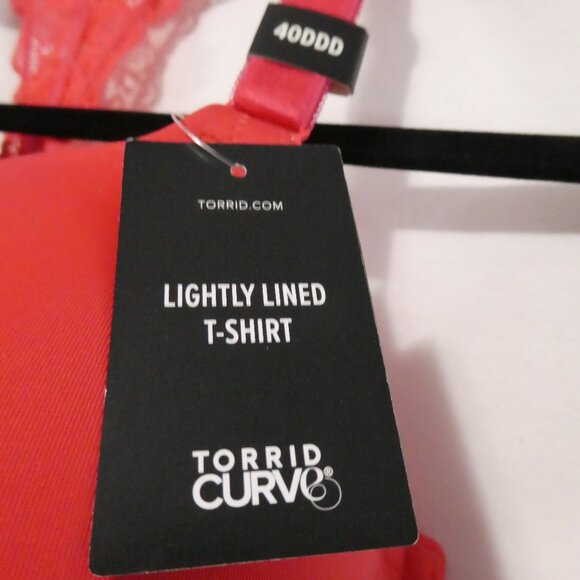 40DDD
TORRID.COM
LIGHTLY LINED
T-SHIRT
TORRID
CURVE®